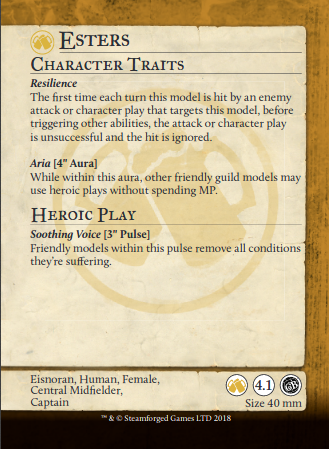 Esters
Character Traits
Resilience
The first time each turn this model is hit by an enemy
attack or character play that targets this model, before
triggering other abilities, the attack or character play
is unsuccessful and the hit is ignored.
Aria [4" Aura]
While within this aura, other friendly guild models may
use heroic plays without spending MP.
Heroic Play
Soothing Voice [3" Pulse]
Friendly models within this pulse remove all conditions
they're suffering.
Eisnoran, Human, Female,
Central Midfielder,
Captain
4.1
Size 40 mm
™ & © Steamforged Games LTD 2018